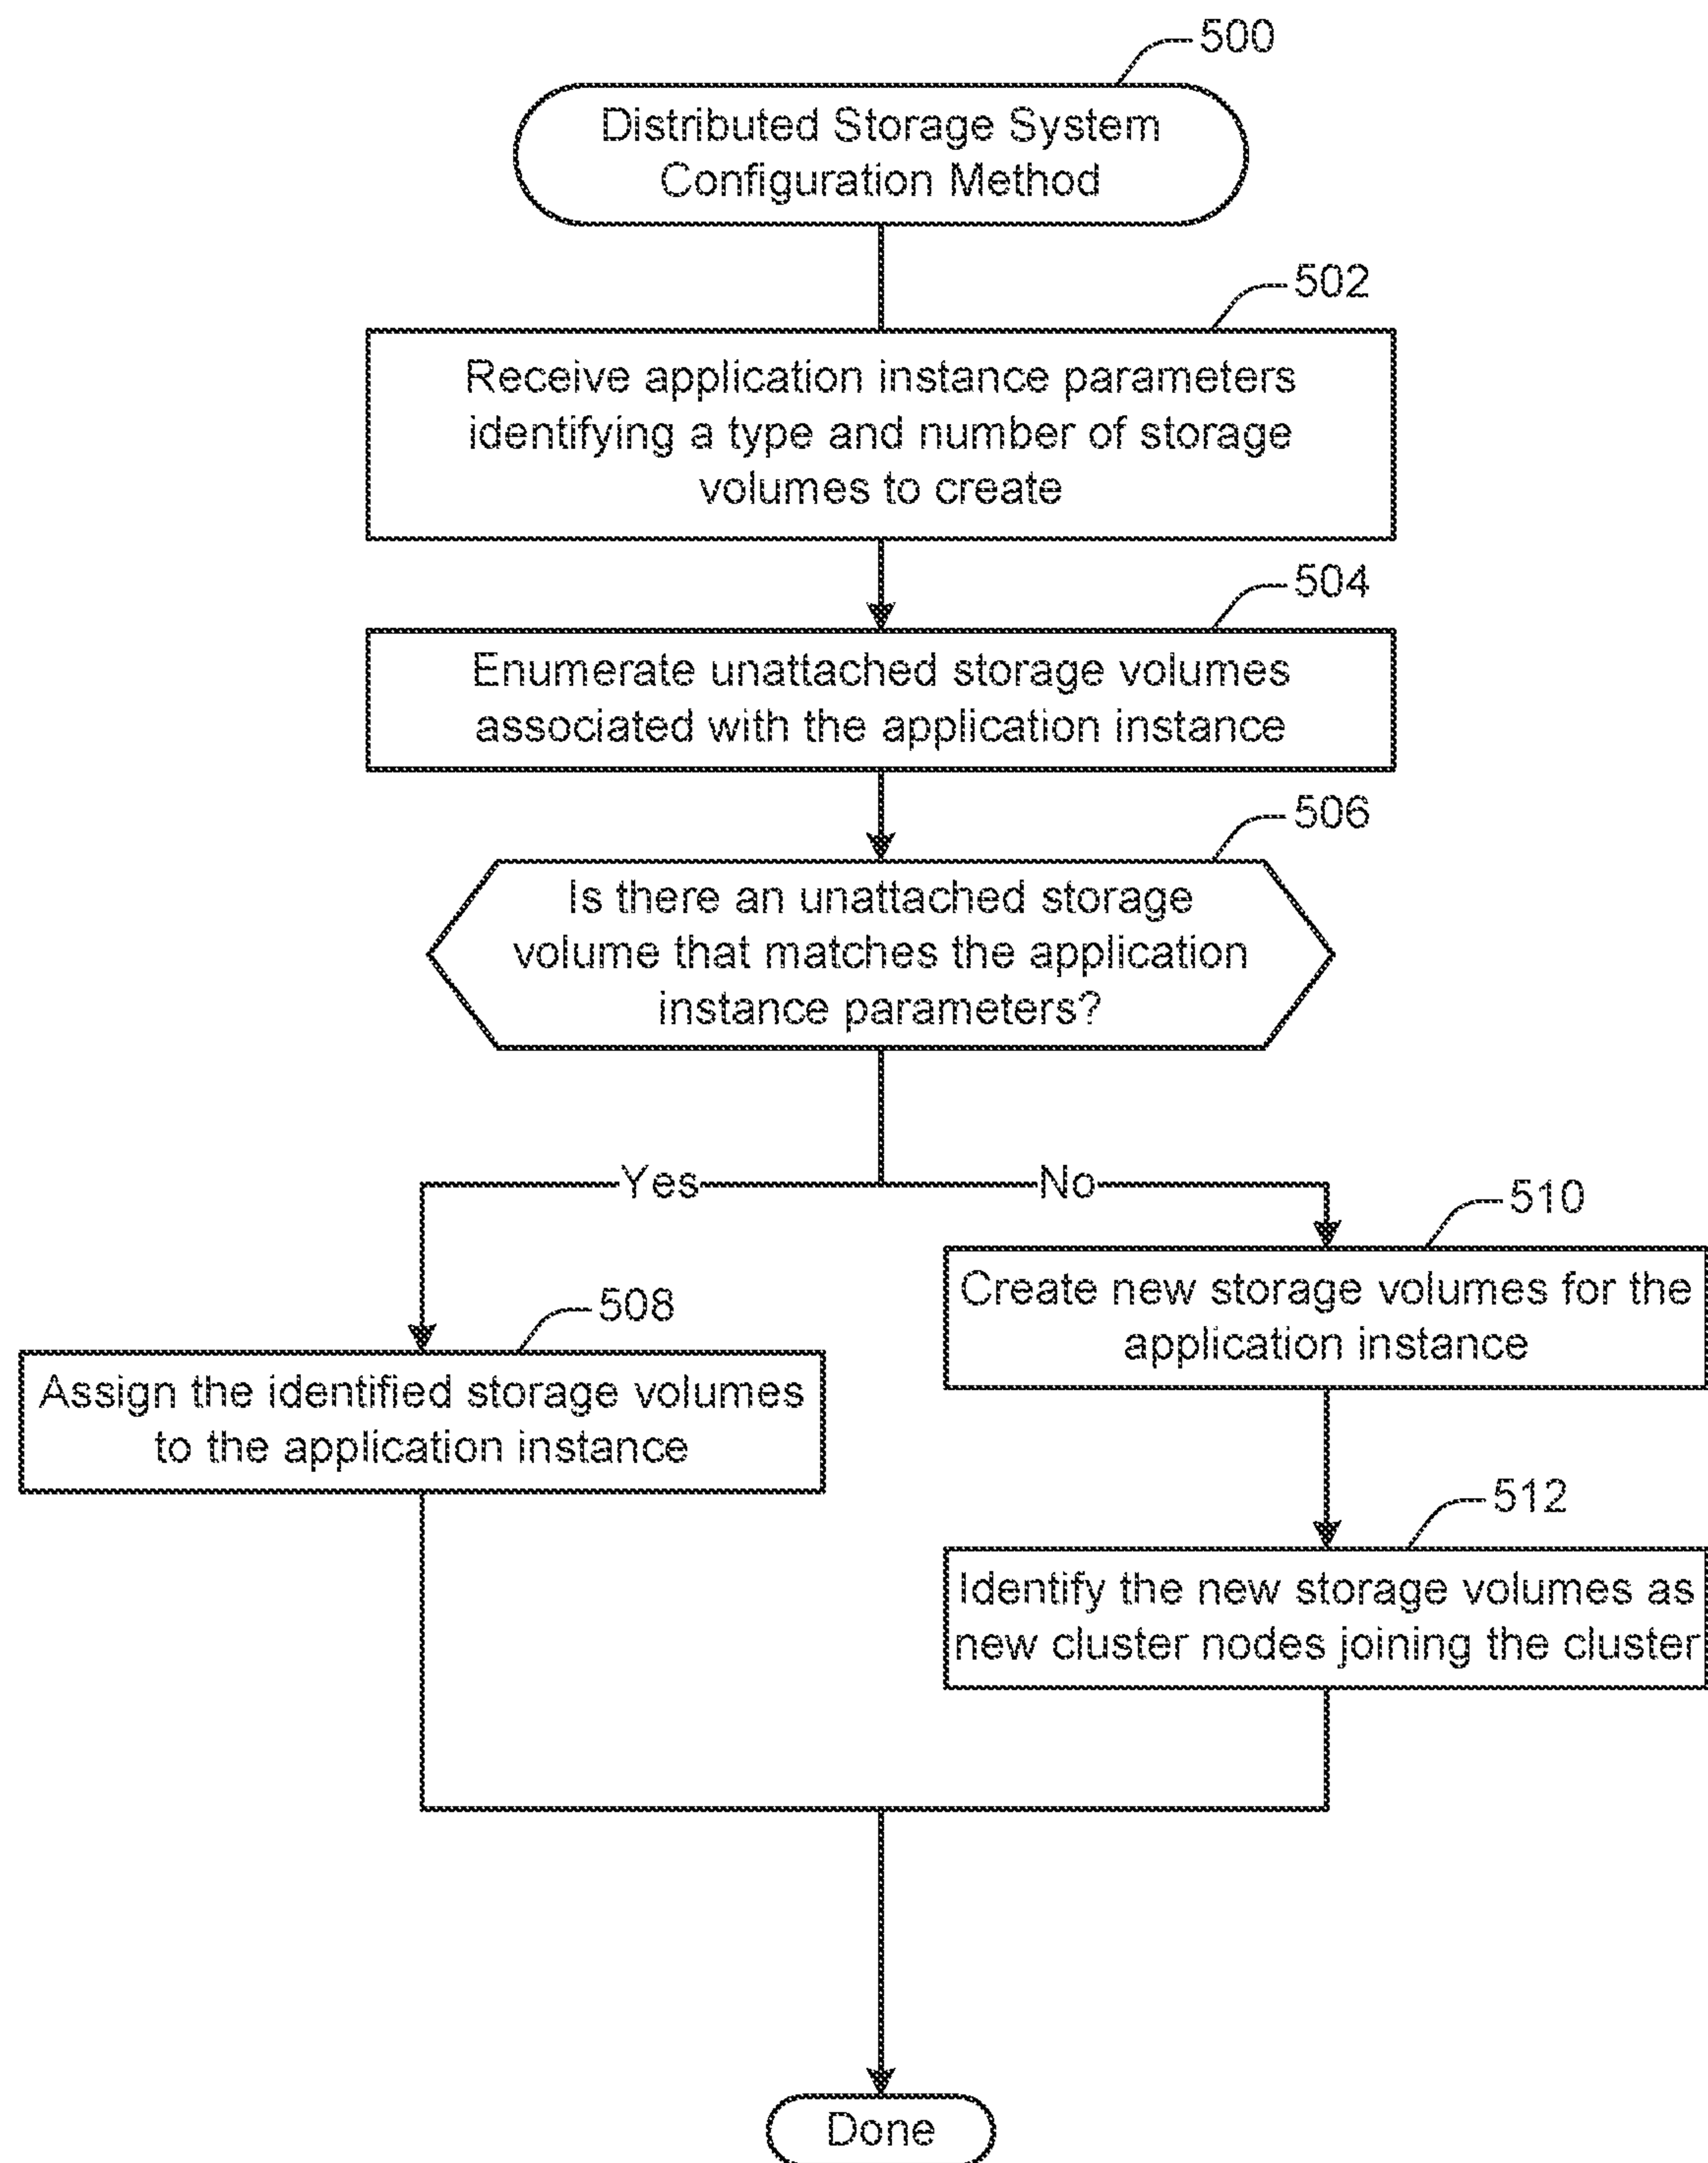 500
Distributed Storage System
Configuration Method
502
Receive application instance parameters
identifying a type and number of storage
volumes to create
504
Enumerate unattached storage volumes
associated with the application instance
506
Is there an unattached storage
volume that matches the application
instance parameters?
Yes
No
510
Create new storage volumes for the
application instance
508
Assign the identified storage volumes
to the application instance
512
Identify the new storage volumes as
new cluster nodes joining the cluster
Done